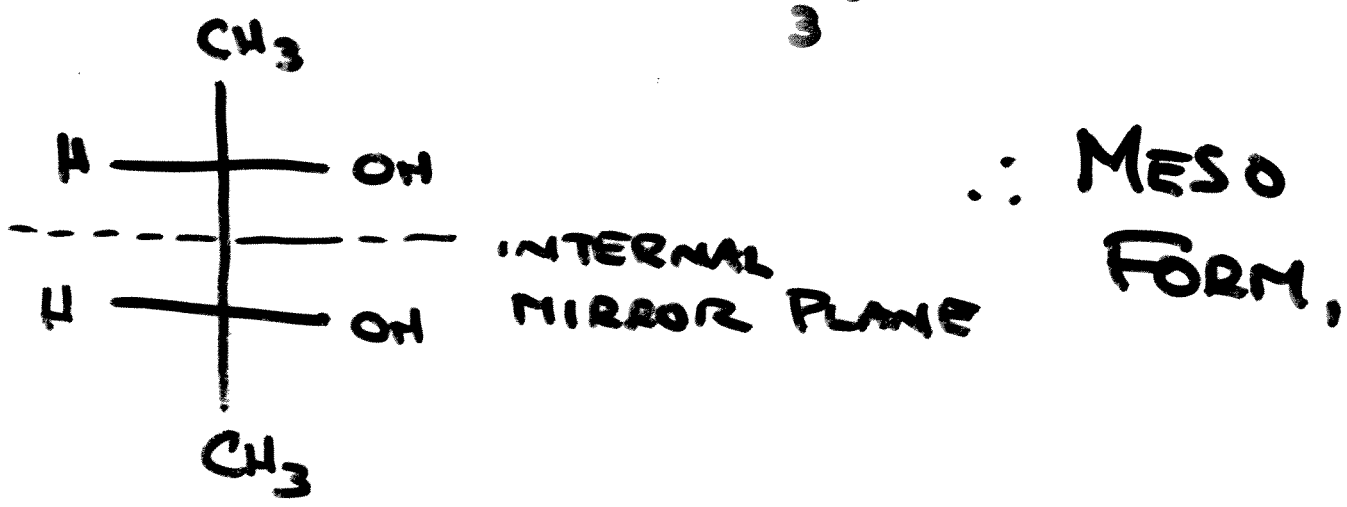 3
CH3
H OH
INTERNAL
MIRROR PLANE
H OH
CH3
∴ MESO
FORM,